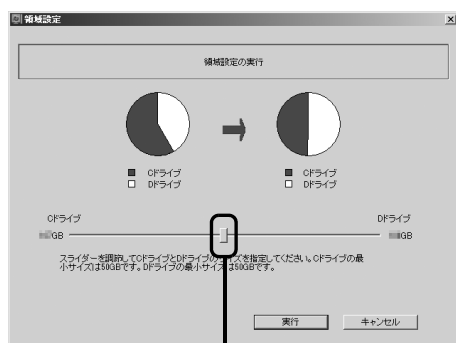 領域設定
領域設定の実行
Cドライブ
Dドライブ
Cドライブ
Dドライブ
Cドライブ
Dドライブ
GB
GB
スライダーを調節してCドライブとDドライブのサイズを指定してください。Cドライブの最
小サイズは50GBです。Dドライブの最小サイズは50GBです。
実行
キャンセル